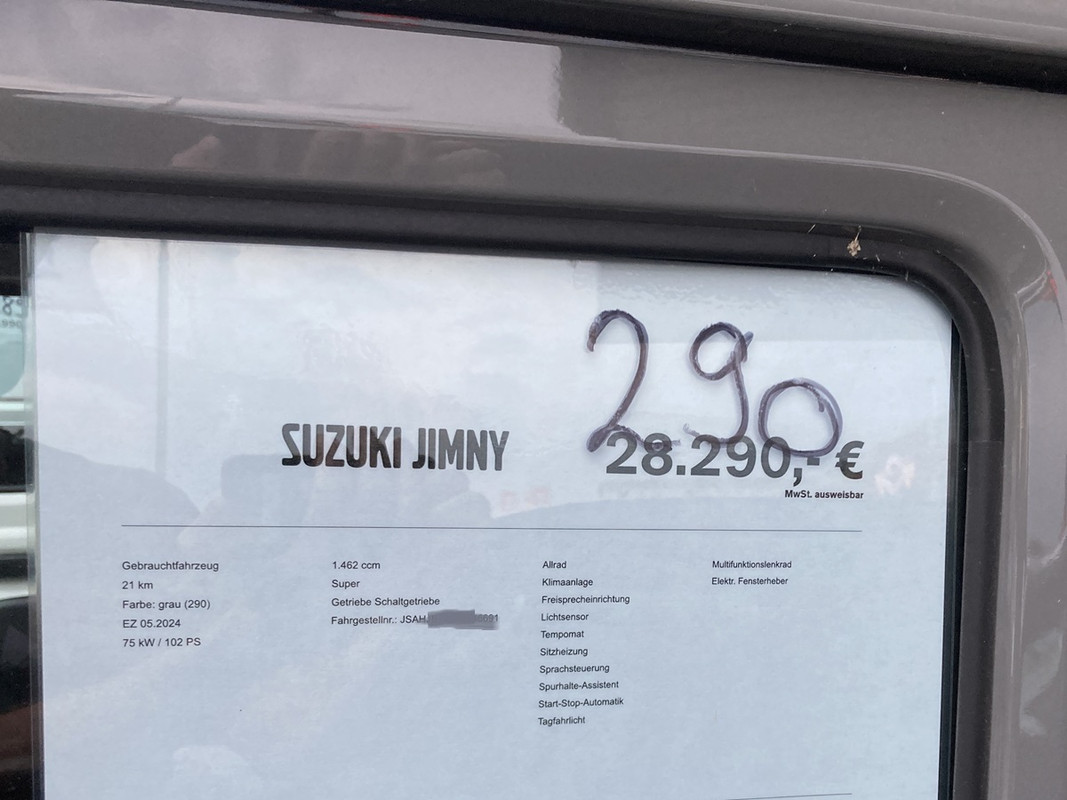 290
SUZUKI JIMNY
28.290,- €
MwSt. ausweisbar
Gebrauchtfahrzeug
21 km
Farbe: grau (290)
EZ 05.2024
75 kW / 102 PS
1.462 ccm
Super
Getriebe Schaltgetriebe
Fahrgestellnr.: JSAH
Allrad
Klimaanlage
Freisprecheinrichtung
Lichtsensor
Tempomat
Sitzheizung
Sprachsteuerung
Spurhalte-Assistent
Start-Stop-Automatik
Tagfahrlicht
Multifunktionslenkrad
Elektr. Fensterheber